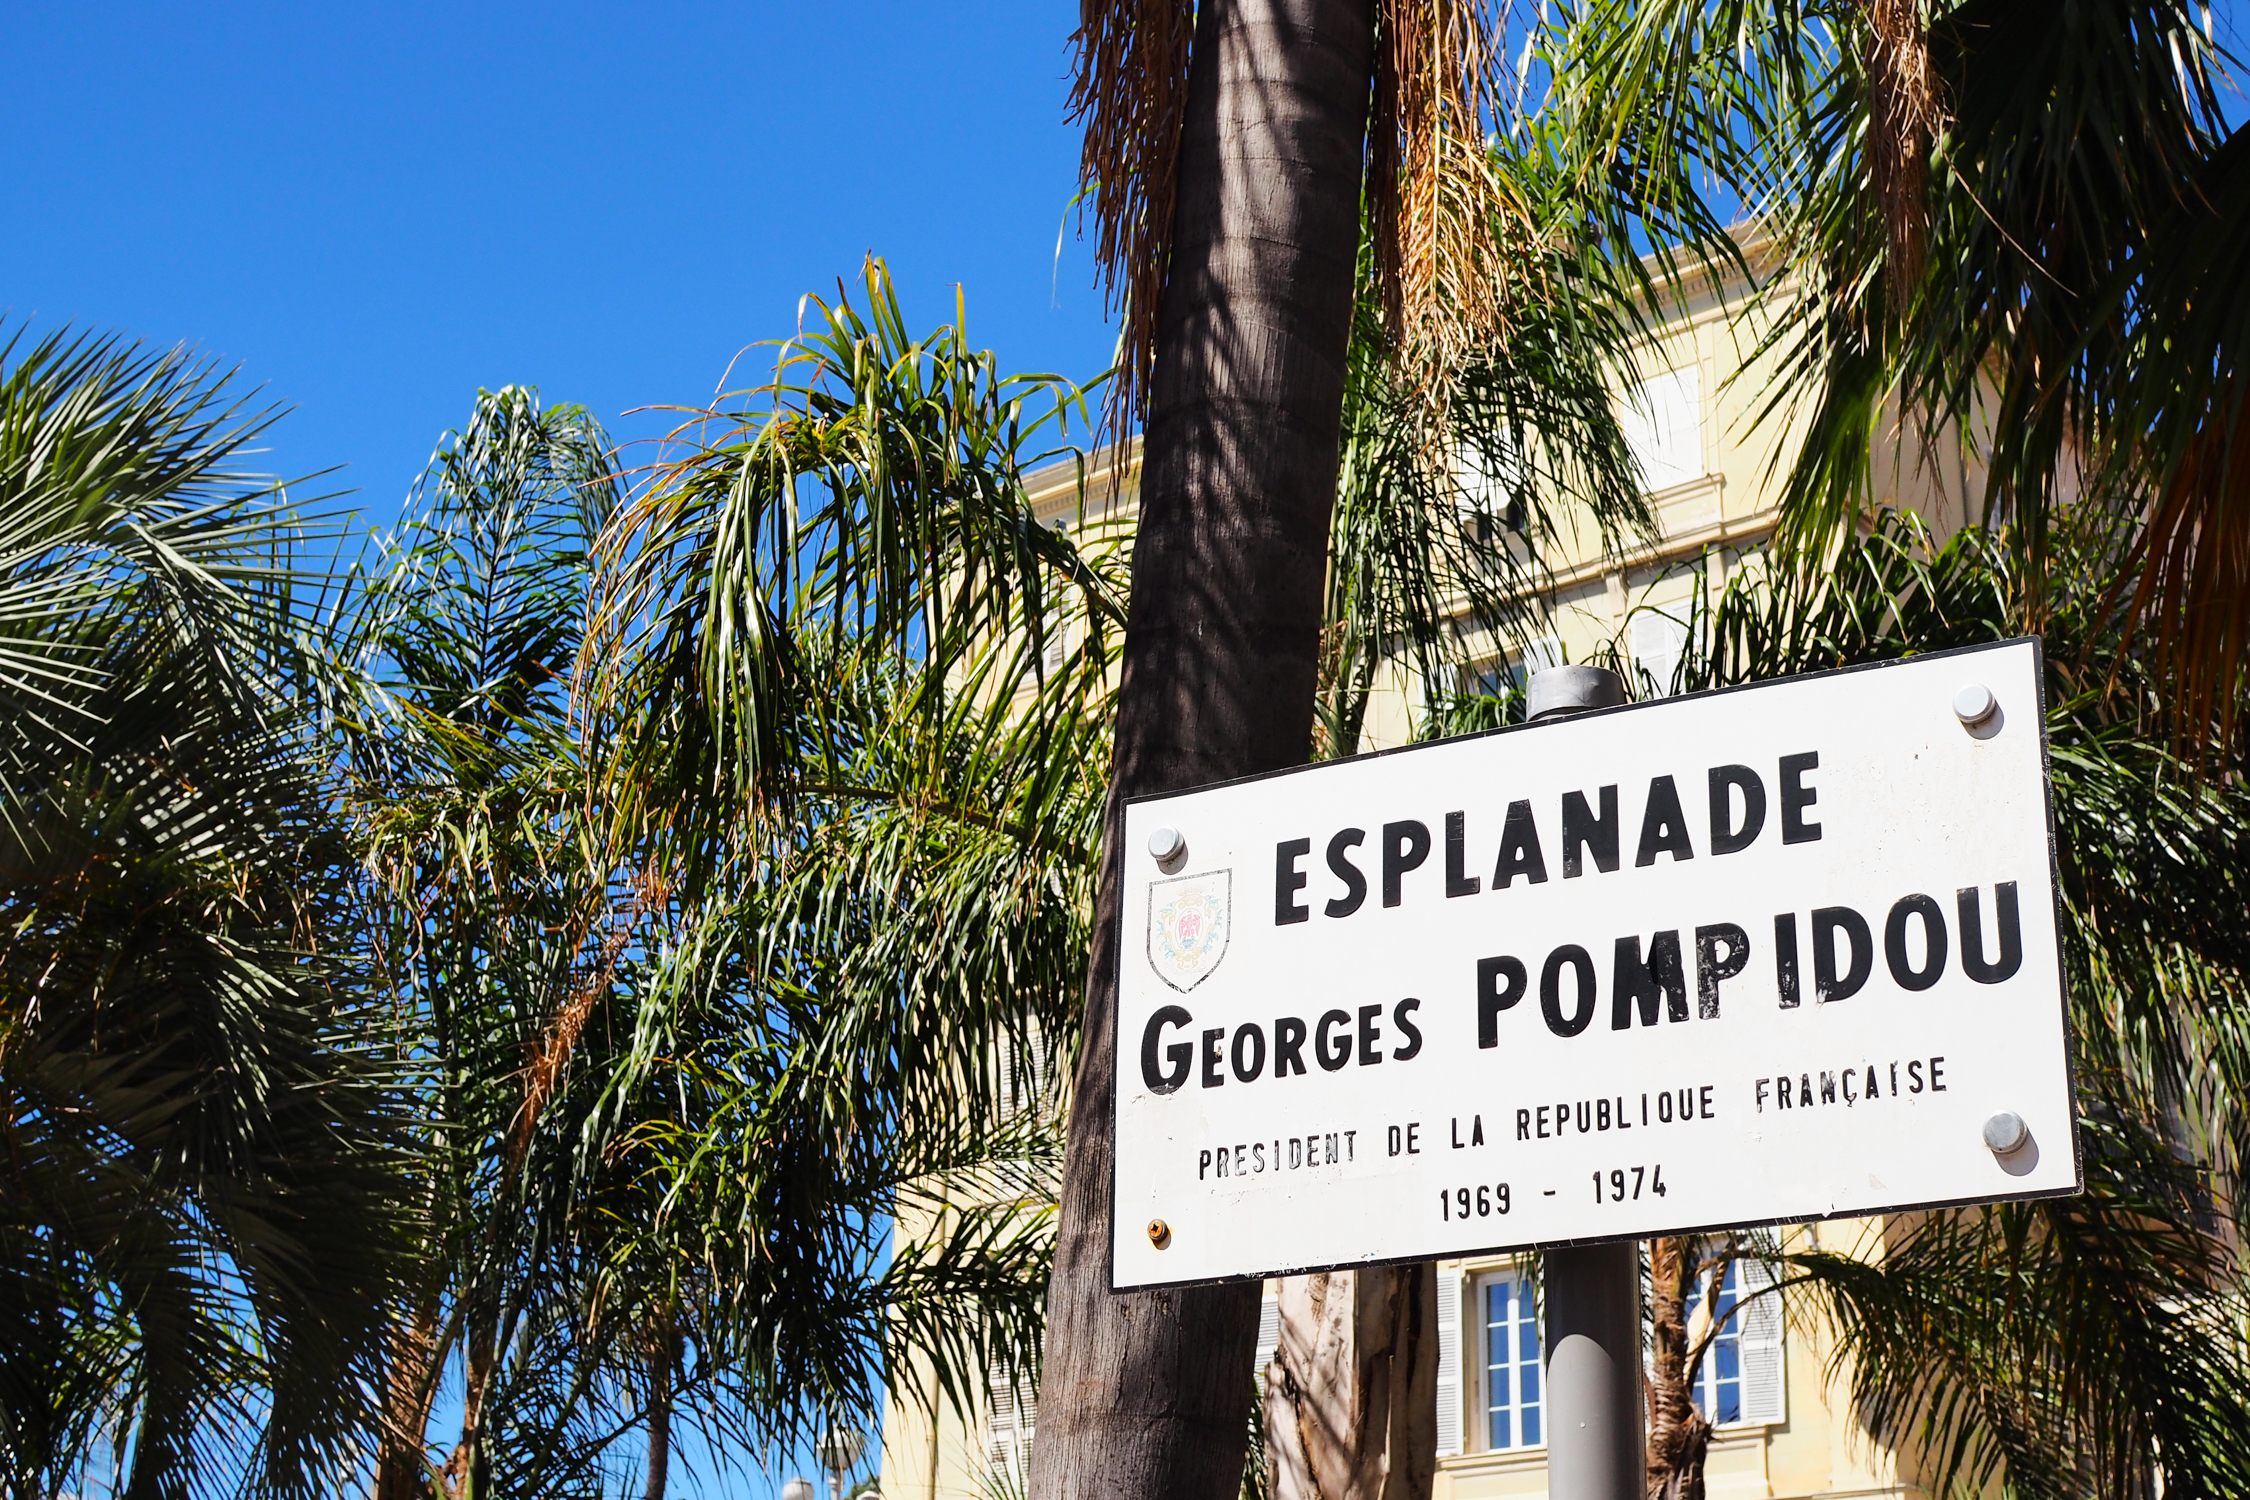 ESPLANADE
GEORGES POMPIDOU
PRESIDENT DE LA REPUBLIQUE FRANÇAISE
1969 - 1974